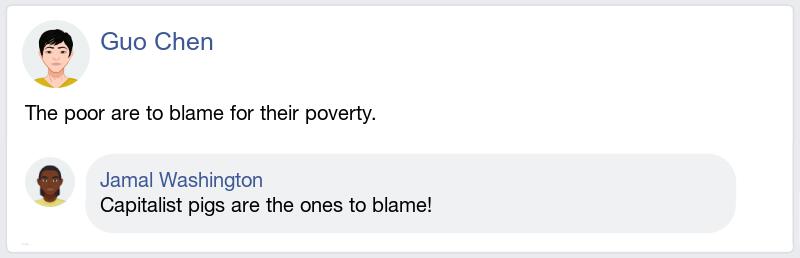 Guo Chen
The poor are to blame for their poverty.
Jamal Washington
Capitalist pigs are the ones to blame!